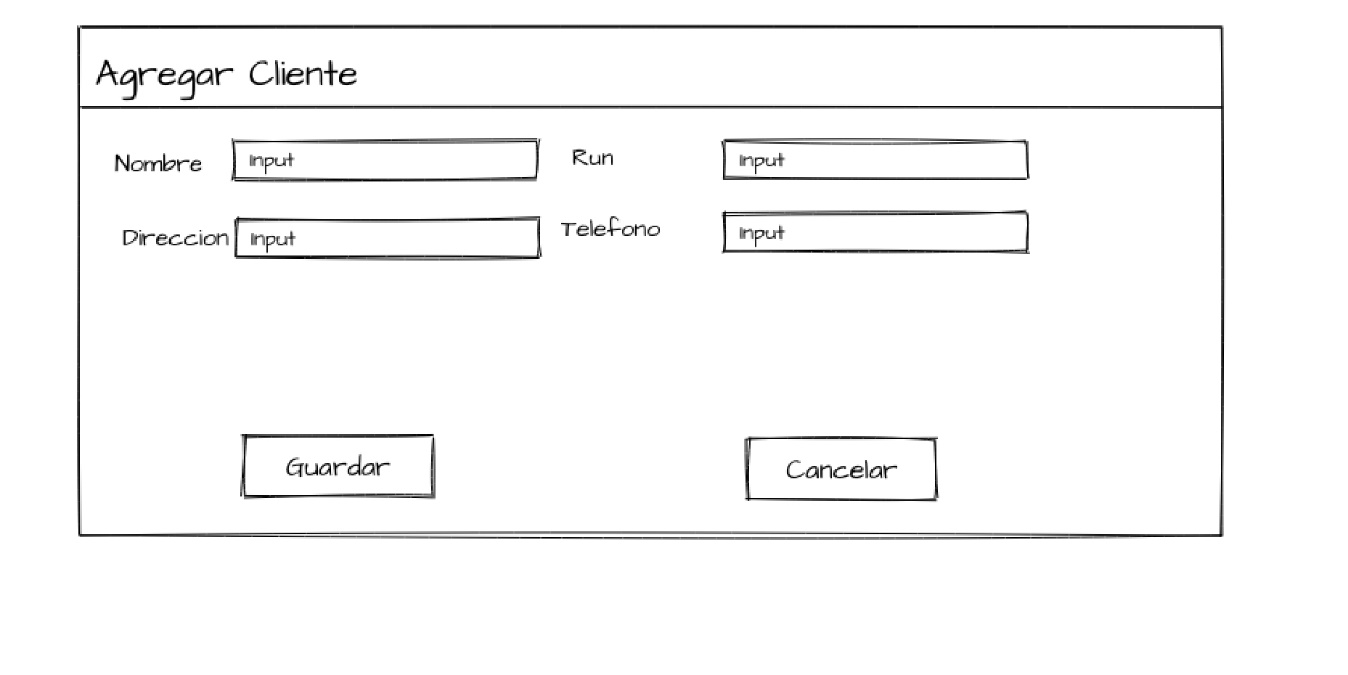 Agregar Cliente
Nombre Input Run Input
Direccion Input Telefono Input
Guardar Cancelar